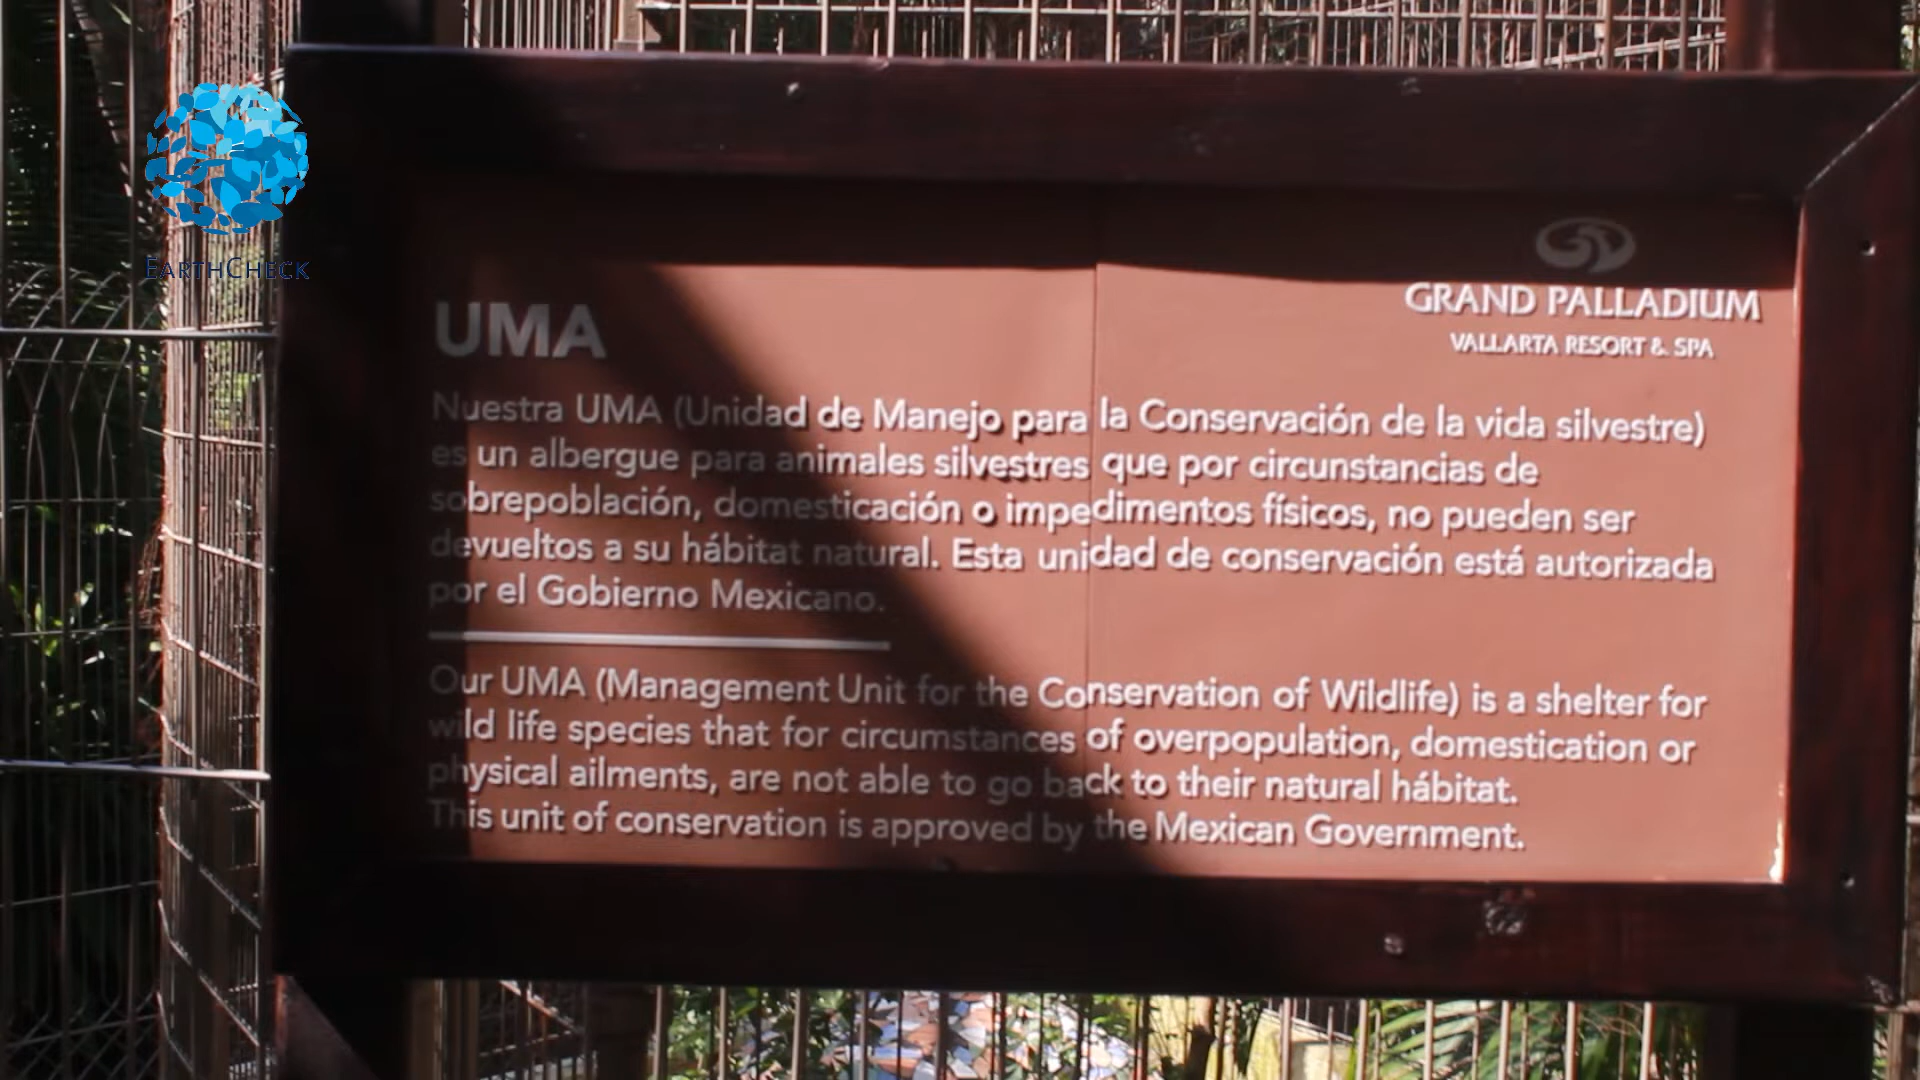 EARTHCHECK
GRAND PALLADIUM
VALLARTA RESORT & SPA
UMA
Nuestra UMA (Unidad de Manejo para la Conservación de la vida silvestre)
es un albergue para animales silvestres que por circunstancias de
sobrepoblación, domesticación o impedimentos físicos, no pueden ser
devueltos a su hábitat natural. Esta unidad de conservación está autorizada
por el Gobierno Mexicano.
Our UMA (Management Unit for the Conservation of Wildlife) is a shelter for
wild life species that for circumstances of overpopulation, domestication or
physical ailments, are not able to go back to their natural hábitat.
This unit of conservation is approved by the Mexican Government.